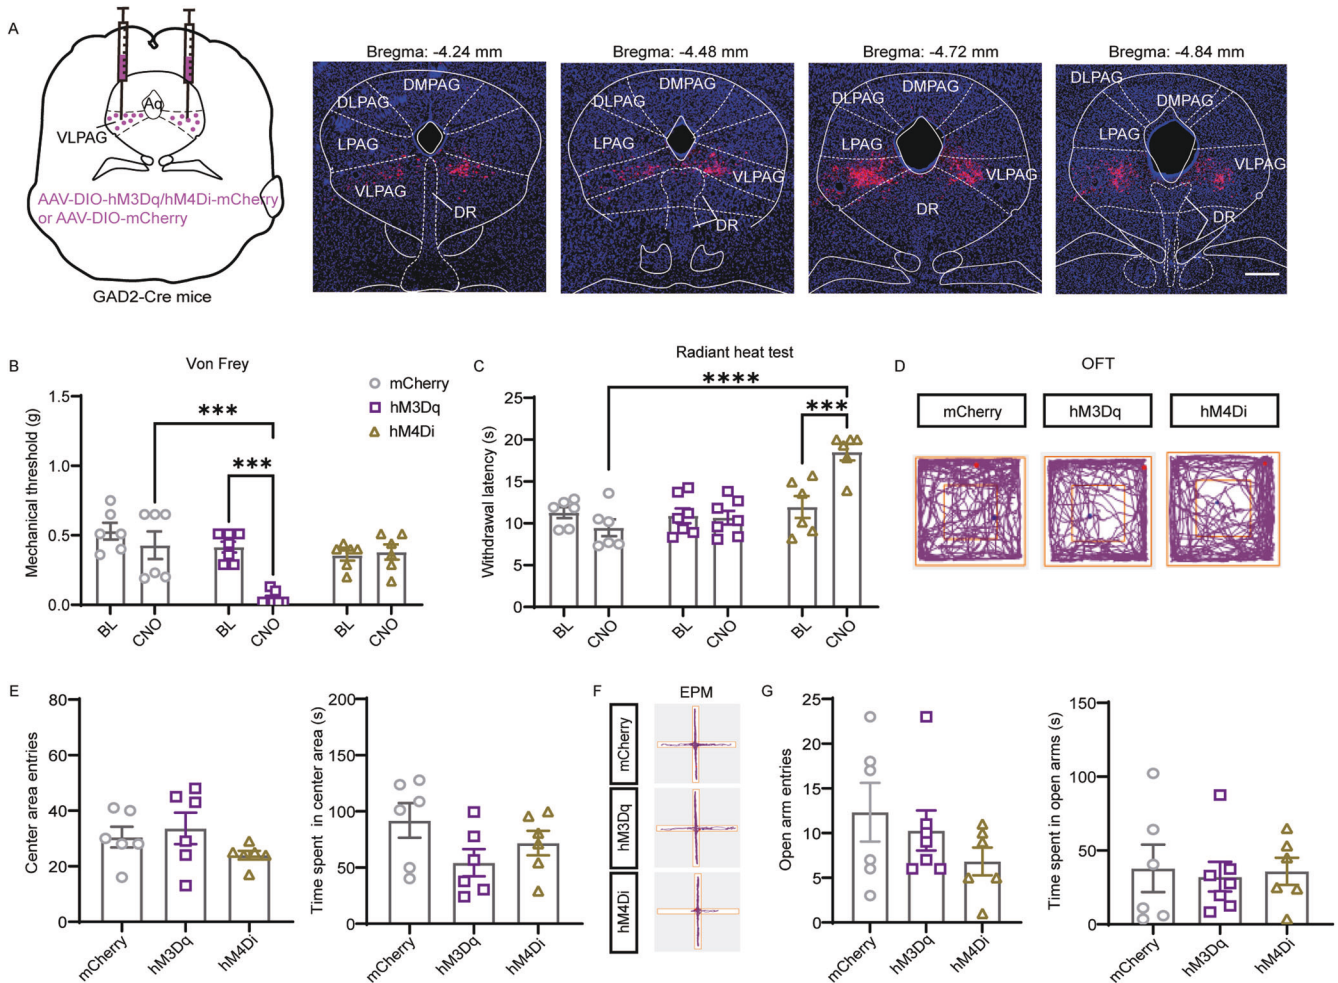 A
Aq
VLPAG
AAV-DIO-hM3Dq/hM4Di-mCherry
or AAV-DIO-mCherry
GAD2-Cre mice
Bregma: -4.24 mm
DMPAG
DLPAG
LPAG
VLPAG
DR
Bregma: -4.48 mm
DMPAG
DLPAG
LPAG
VLPAG
DR
Bregma: -4.72 mm
DMPAG
DLPAG
LPAG
VLPAG
DR
Bregma: -4.84 mm
DLPAG
DMPAG
LPAG
VLPAG
DR
B
Von Frey
Mechanical threshold (g)
1.5
1.0
0.5
0.0
***
***
BL
CNO
BL
CNO
BL
CNO
mCherry
hM3Dq
hM4Di
C
Radiant heat test
Withdrawal latency (s)
25
20
15
10
5
0
****
***
BL
CNO
BL
CNO
BL
CNO
D
OFT
mCherry
hM3Dq
hM4Di
E
Center area entries
80
60
40
20
0
mCherry
hM3Dq
hM4Di
Time spent in center area (s)
200
150
100
50
0
mCherry
hM3Dq
hM4Di
F
EPM
mCherry
hM3Dq
hM4Di
G
Open arm entries
25
20
15
10
5
0
mCherry
hM3Dq
hM4Di
Time spent in open arms (s)
150
100
50
0
mCherry
hM3Dq
hM4Di